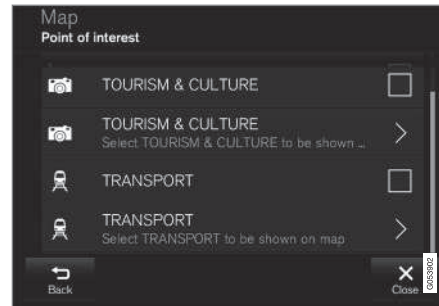 Map
Point of interest
TOURISM & CULTURE
TOURISM & CULTURE
Select TOURISM & CULTURE to be shown ...
TRANSPORT
TRANSPORT
Select TRANSPORT to be shown on map
Back
Close
G053902